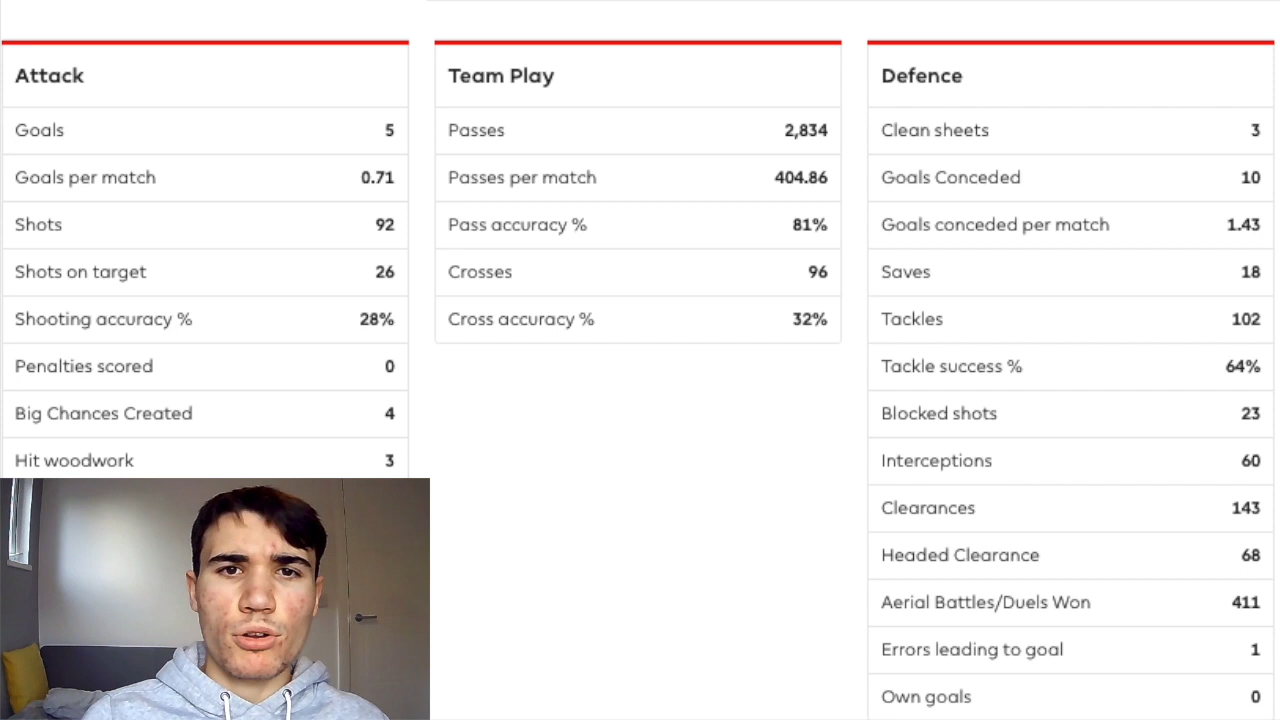 Attack
Goals 5
Goals per match 0.71
Shots 92
Shots on target 26
Shooting accuracy % 28%
Penalties scored 0
Big Chances Created 4
Hit woodwork 3
Team Play
Passes 2,834
Passes per match 404.86
Pass accuracy % 81%
Crosses 96
Cross accuracy % 32%
Defence
Clean sheets 3
Goals Conceded 10
Goals conceded per match 1.43
Saves 18
Tackles 102
Tackle success % 64%
Blocked shots 23
Interceptions 60
Clearances 143
Headed Clearance 68
Aerial Battles/Duels Won 411
Errors leading to goal 1
Own goals 0